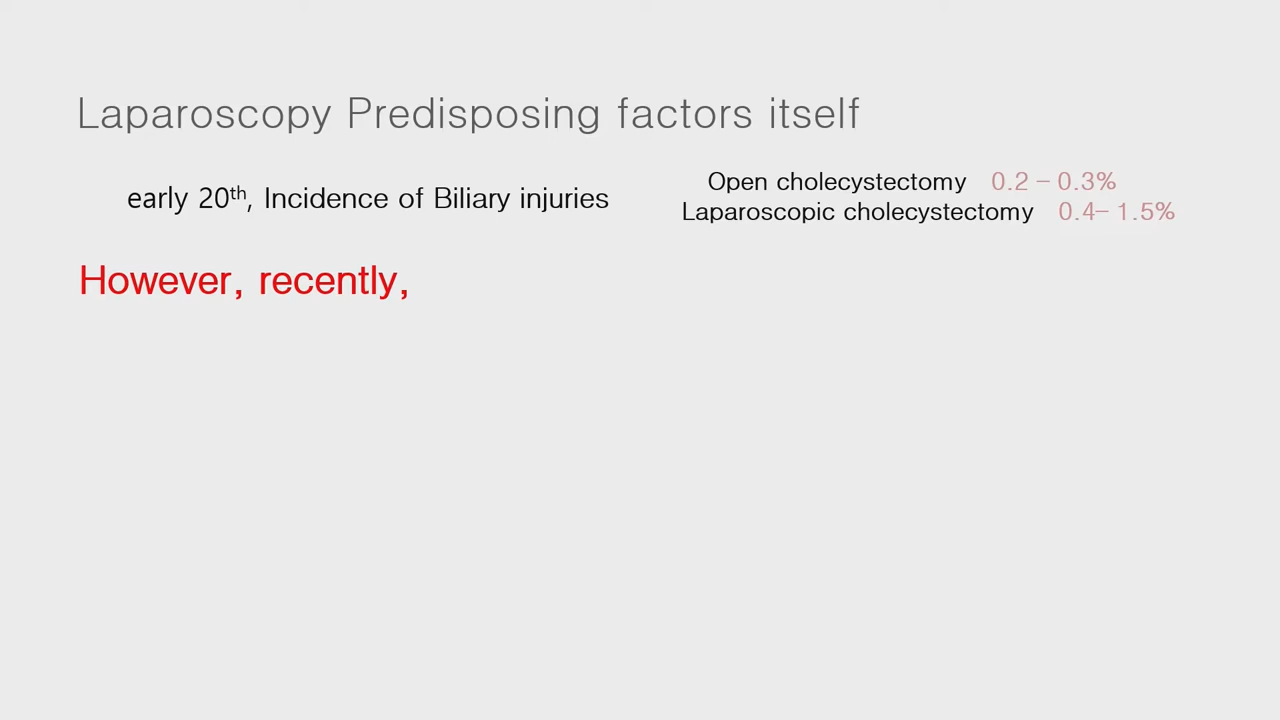 Laparoscopy Predisposing factors itself
early 20th, Incidence of Biliary injuries
Open cholecystectomy 0.2 – 0.3%
Laparoscopic cholecystectomy 0.4– 1.5%
However, recently,